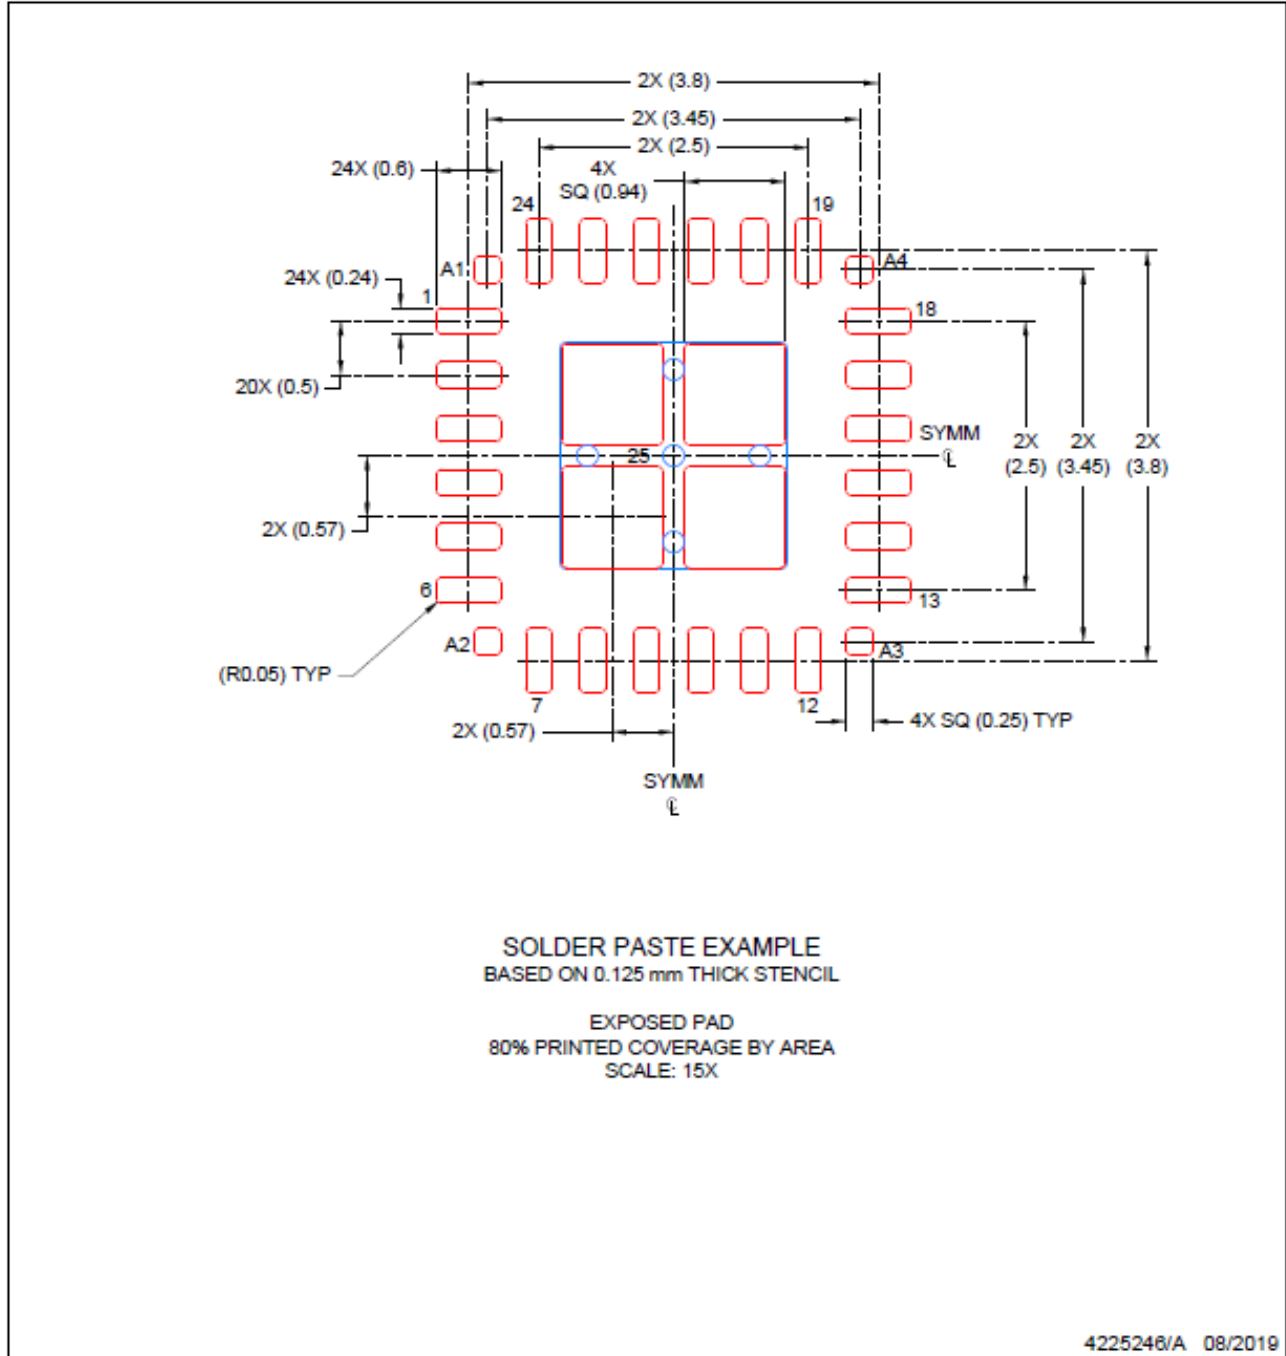 2X (3.8)
2X (3.45)
2X (2.5)
24X (0.6)
4X
SQ (0.94)
24
19
A1
A4
24X (0.24)
1
18
20X (0.5)
SYMM
℄
25
2X
(2.5)
2X
(3.45)
2X
(3.8)
2X (0.57)
6
13
A2
A3
(R0.05) TYP
7
12
2X (0.57)
4X SQ (0.25) TYP
SYMM
℄
SOLDER PASTE EXAMPLE
BASED ON 0.125 mm THICK STENCIL
EXPOSED PAD
80% PRINTED COVERAGE BY AREA
SCALE: 15X
4225246/A 08/2019